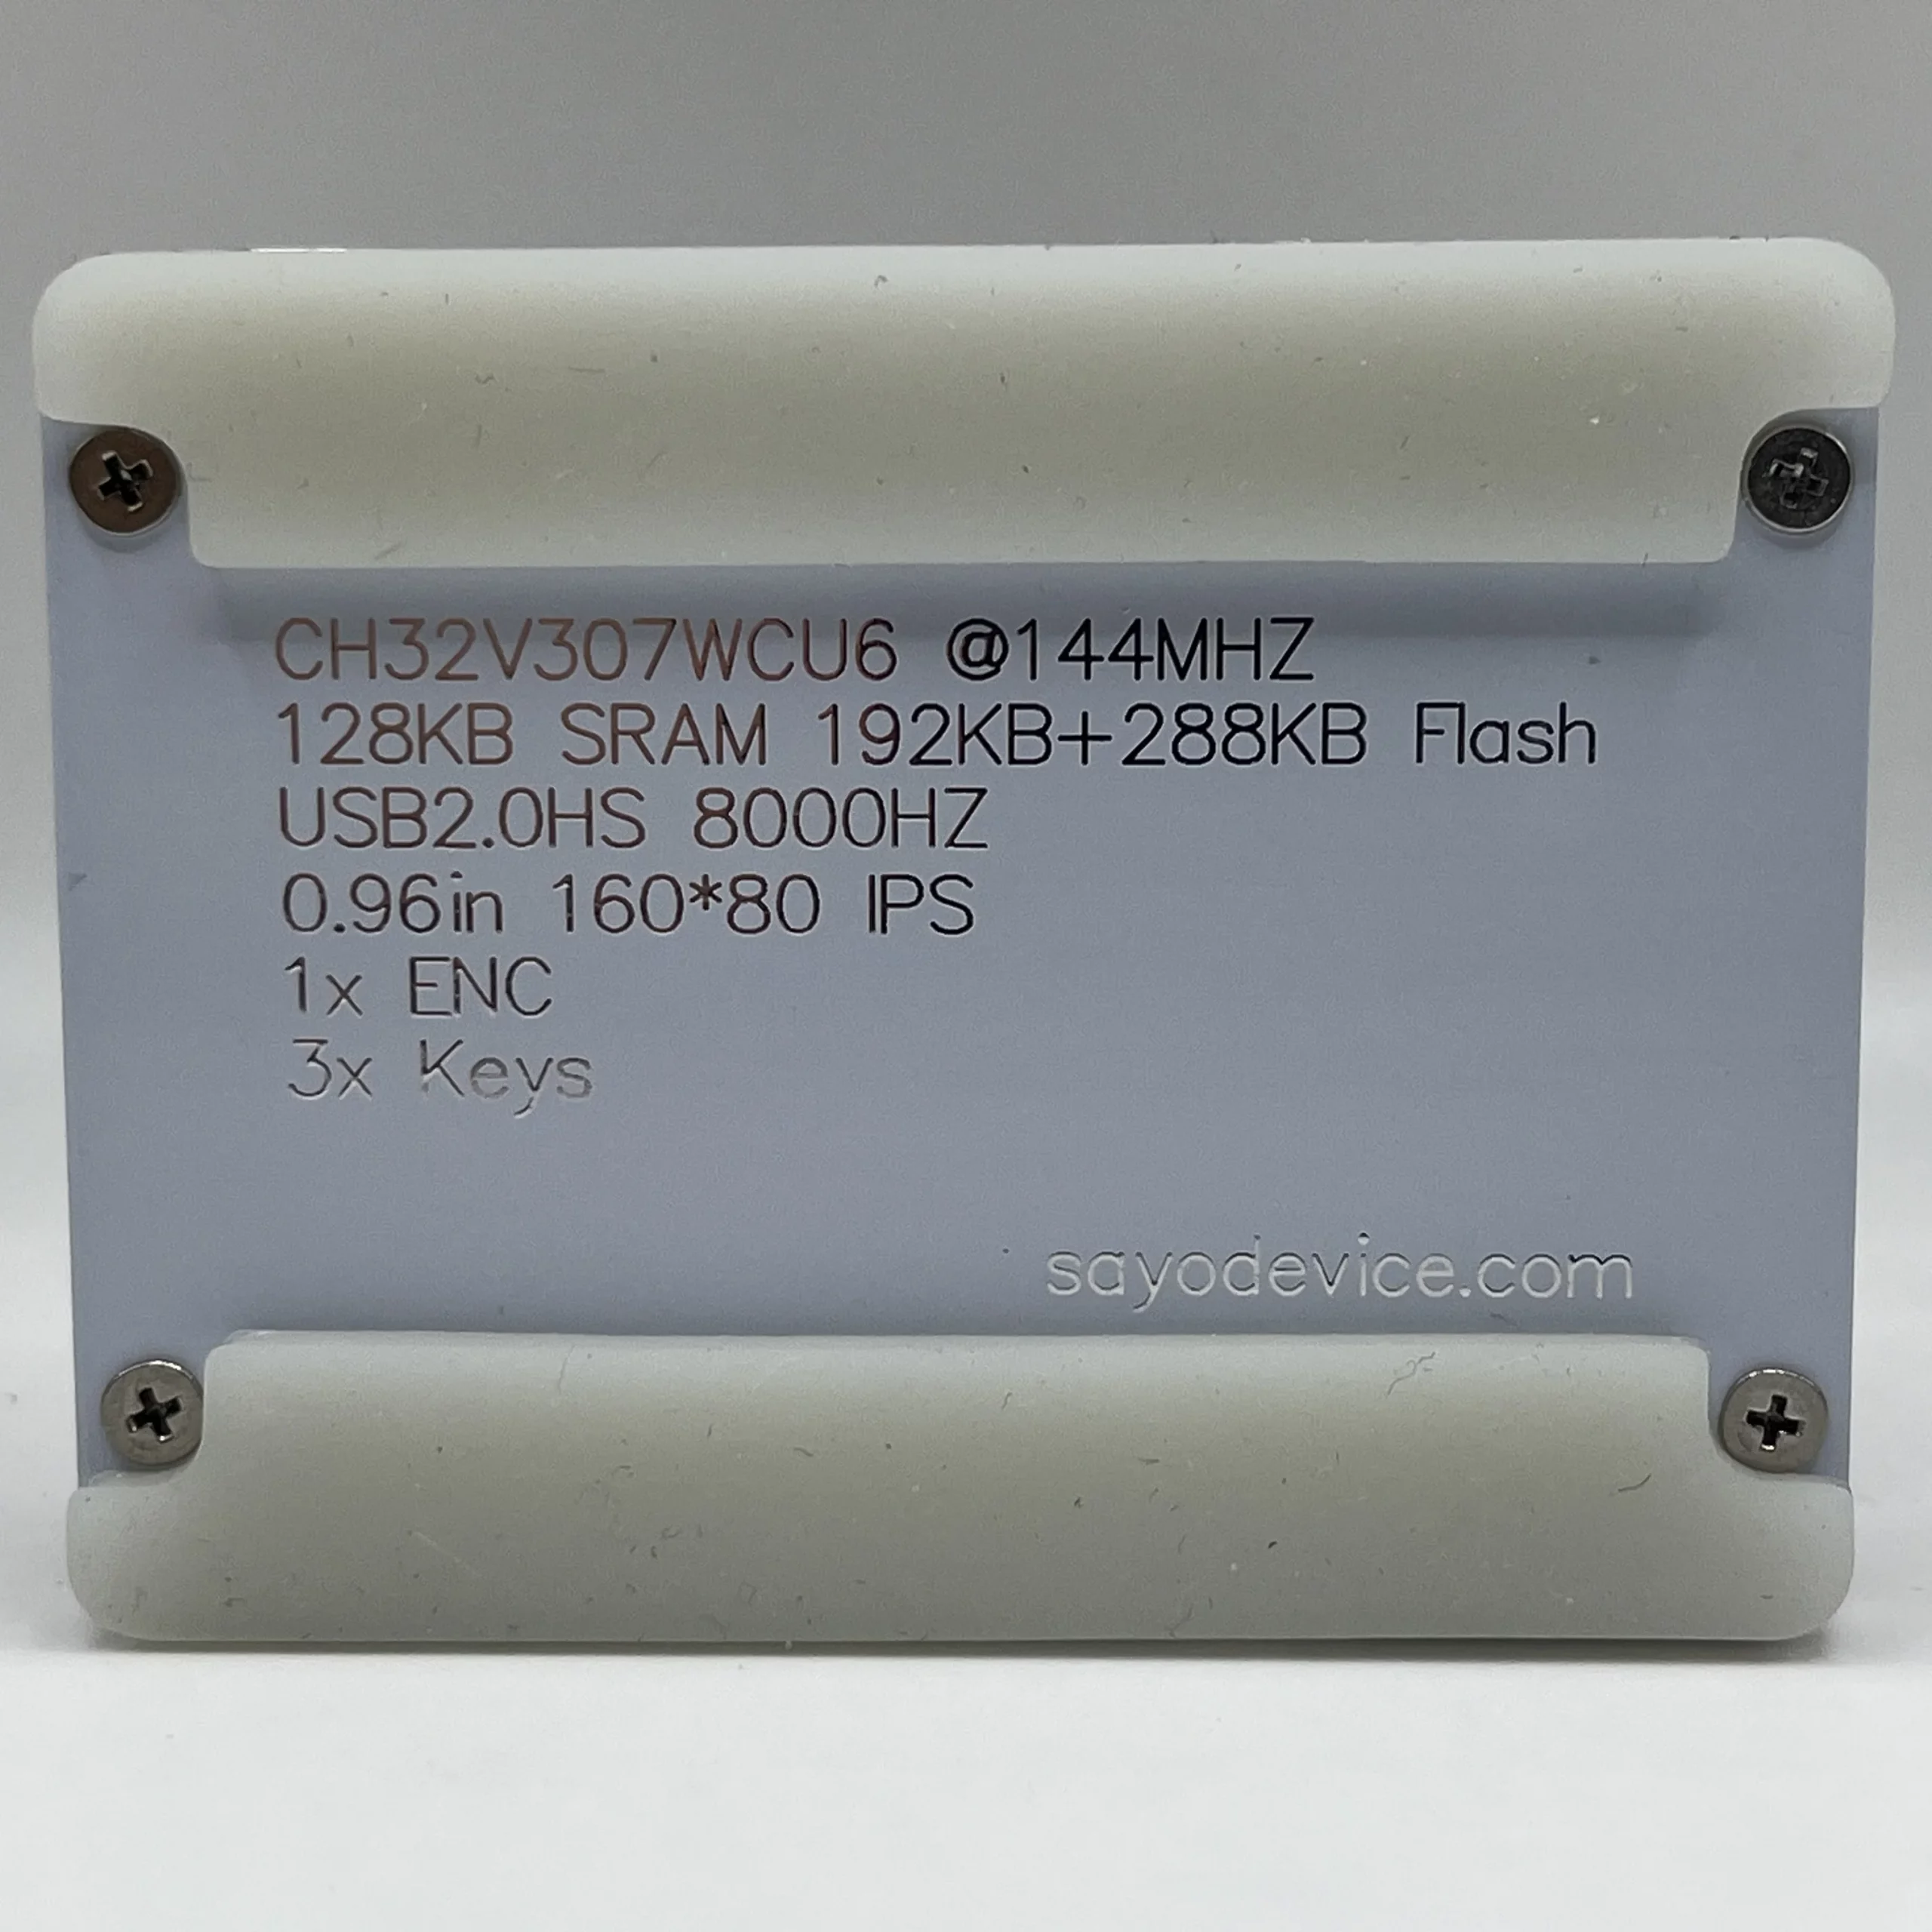 CH32V307WCU6 @144MHZ
128KB SRAM 192KB+288KB Flash
USB2.0HS 8000HZ
0.96in 160*80 IPS
1x ENC
3x Keys
sayodevice.com